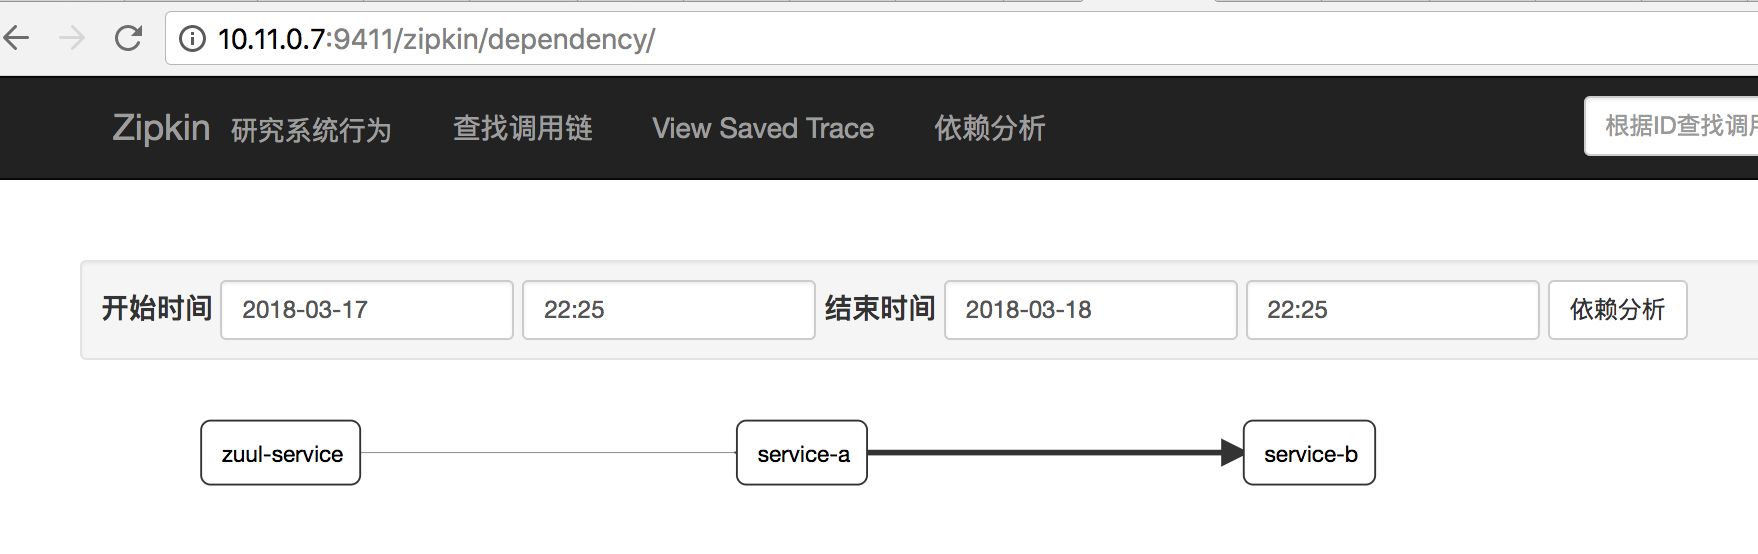 10.11.0.7:9411/zipkin/dependency/
Zipkin 研究系统行为 查找调用链 View Saved Trace 依赖分析 根据ID查找调用
开始时间 2018-03-17 22:25 结束时间 2018-03-18 22:25 依赖分析
zuul-service service-a service-b